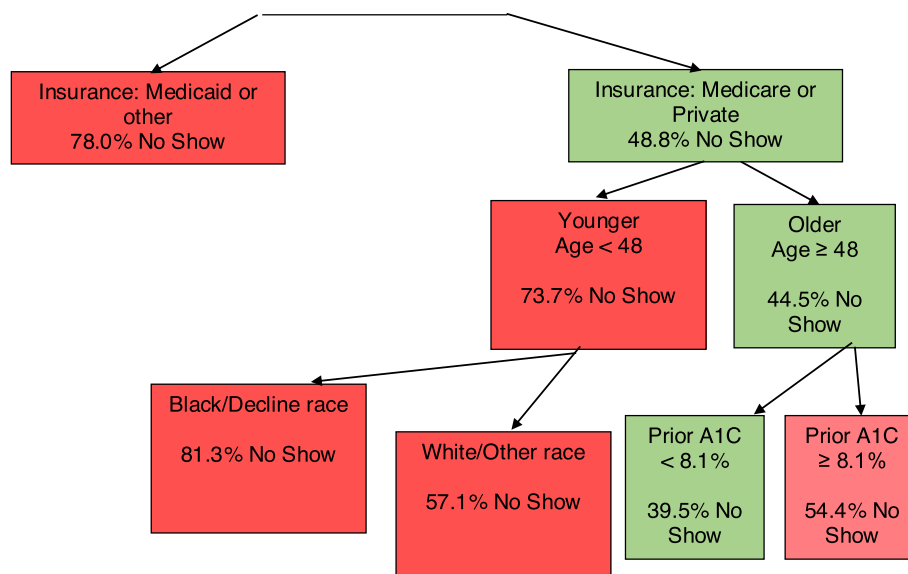 Insurance: Medicaid or
other
78.0% No Show
Insurance: Medicare or
Private
48.8% No Show
Younger
Age < 48
73.7% No Show
Older
Age ≥ 48
44.5% No
Show
Black/Decline race
81.3% No Show
White/Other race
57.1% No Show
Prior A1C
< 8.1%
39.5% No
Show
Prior A1C
≥ 8.1%
54.4% No
Show